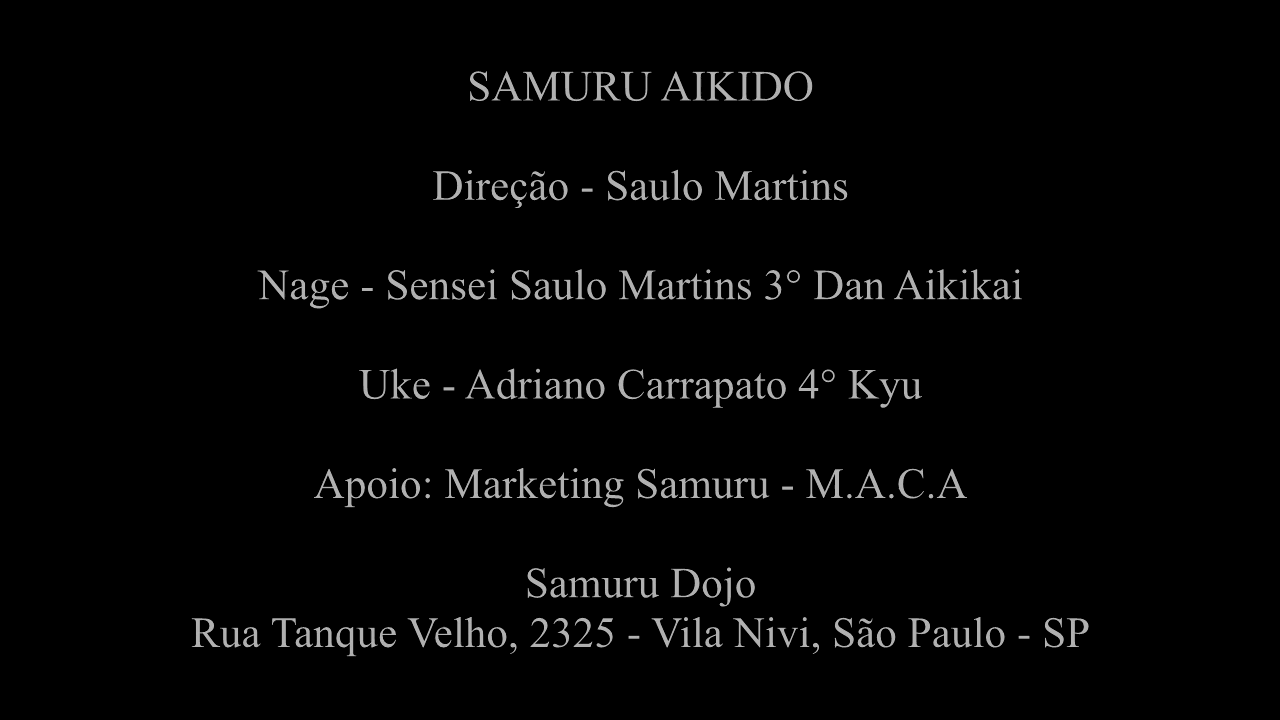 SAMURU AIKIDO
Direção - Saulo Martins
Nage - Sensei Saulo Martins 3° Dan Aikikai
Uke - Adriano Carrapato 4° Kyu
Apoio: Marketing Samuru - M.A.C.A
Samuru Dojo
Rua Tanque Velho, 2325 - Vila Nivi, São Paulo - SP